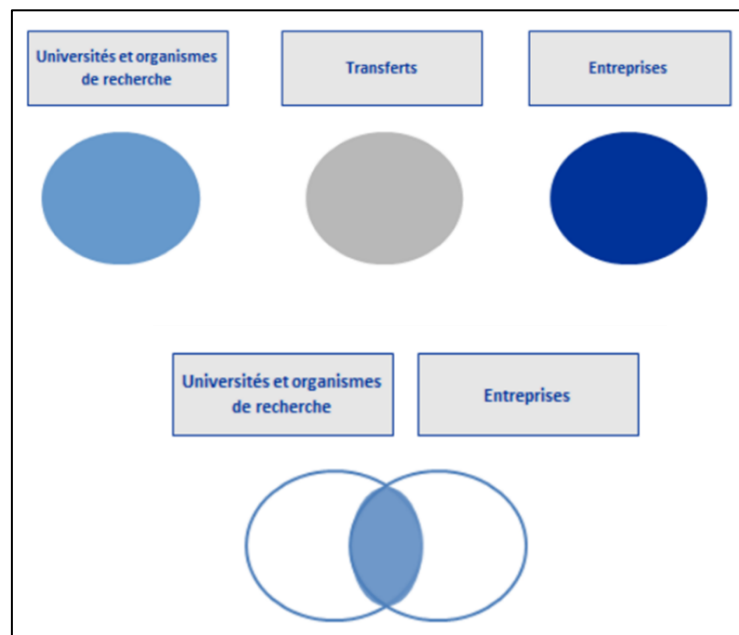 Universités et organismes
de recherche
Transferts
Entreprises
Universités et organismes
de recherche
Entreprises